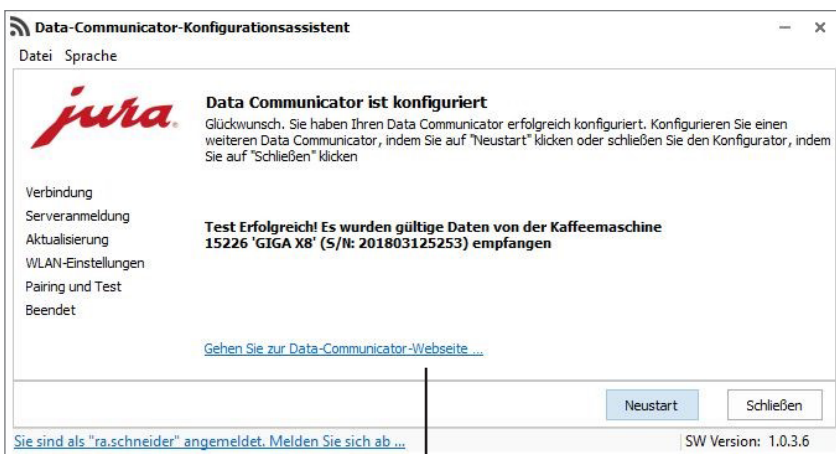 Data-Communicator-Konfigurationsassistent
Datei Sprache
jura
Data Communicator ist konfiguriert
Glückwunsch. Sie haben Ihren Data Communicator erfolgreich konfiguriert. Konfigurieren Sie einen
weiteren Data Communicator, indem Sie auf "Neustart" klicken oder schließen Sie den Konfigurator, indem
Sie auf "Schließen" klicken
Verbindung
Serveranmeldung
Aktualisierung
WLAN-Einstellungen
Pairing und Test
Beendet
Test Erfolgreich! Es wurden gültige Daten von der Kaffeemaschine
15226 'GIGA X8' (S/N: 201803125253) empfangen
Gehen Sie zur Data-Communicator-Webseite ...
Neustart
Schließen
Sie sind als "ra.schneider" angemeldet. Melden Sie sich ab ...
SW Version: 1.0.3.6